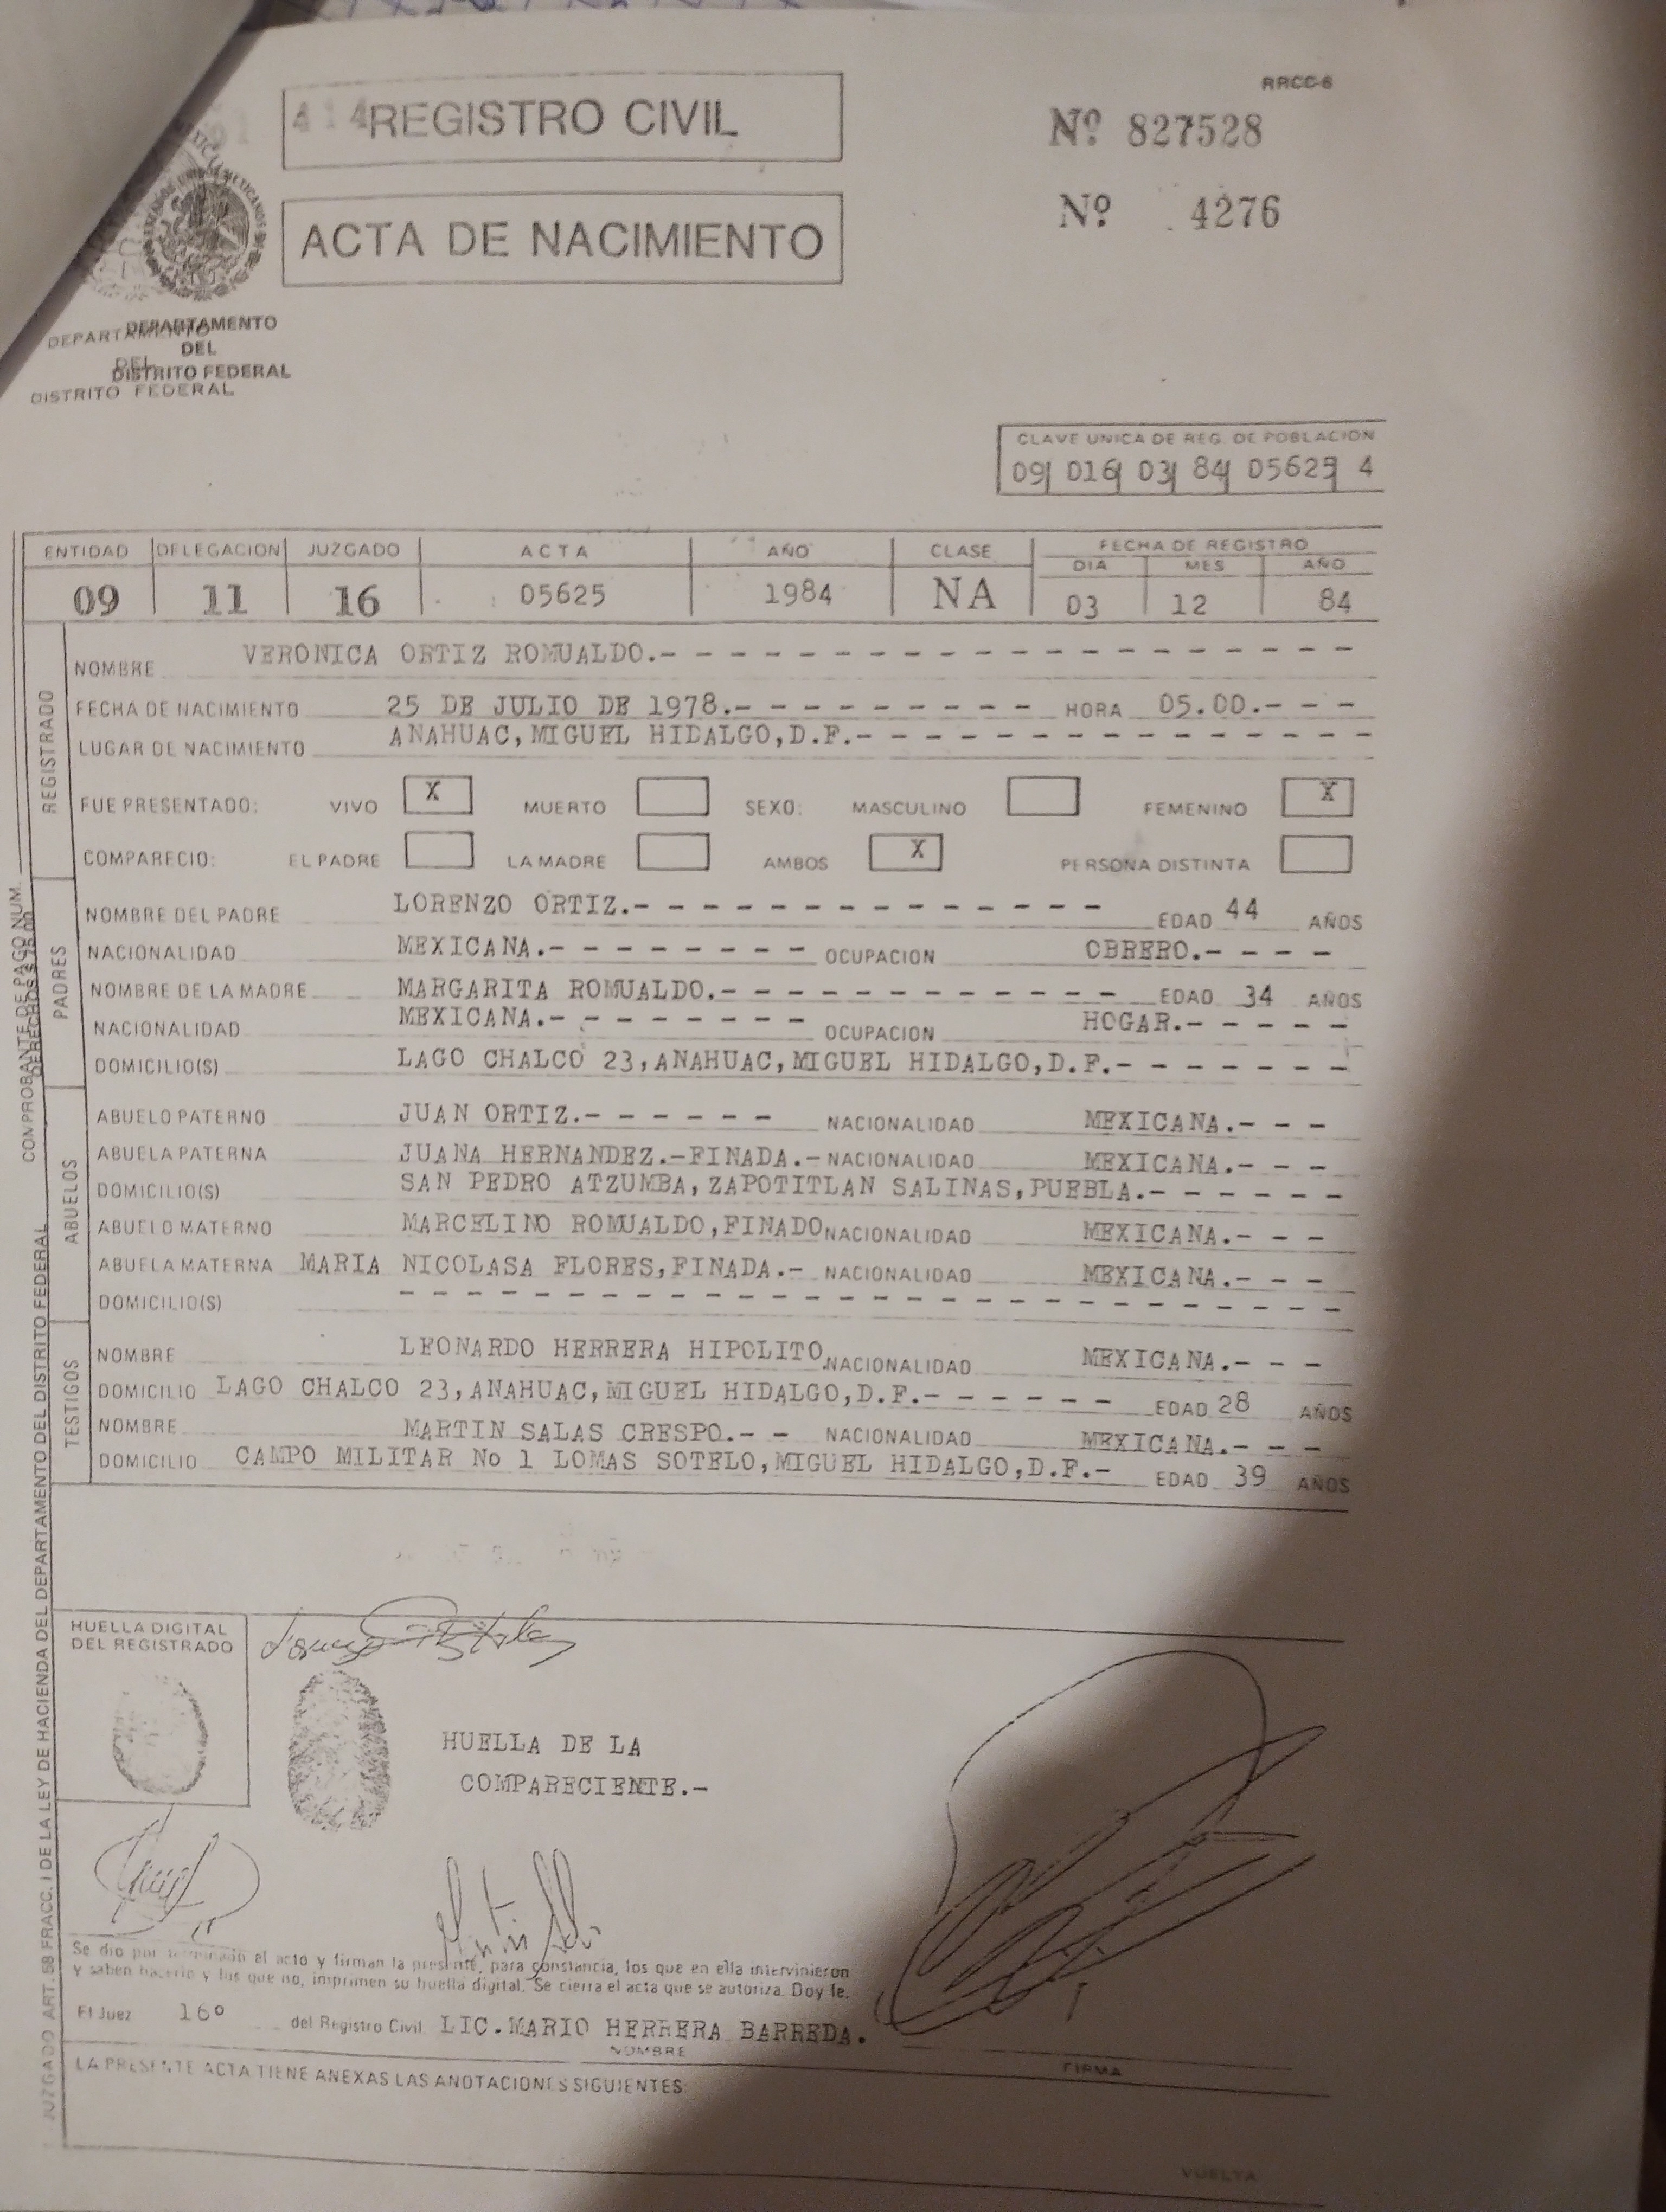 RRCC-6
414
REGISTRO CIVIL
Nº 827528
ACTA DE NACIMIENTO
Nº 4276
DEPARTAMENTO
DEL
DISTRITO FEDERAL
DEPARTAMENTO
DEL
DISTRITO FEDERAL
CLAVE UNICA DE REG. DE POBLACION
09 016 03 84 05625 4
ENTIDAD DELEGACION JUZGADO ACTA AÑO CLASE FECHA DE REGISTRO
DIA MES AÑO
09 11 16 05625 1984 NA 03 12 84
REGISTRADO
NOMBRE VERONICA ORTIZ ROMUALDO.- - - - - - - - - - - - - - - - - - - -
FECHA DE NACIMIENTO 25 DE JULIO DE 1978.- - - - - - - - - - HORA 05.00.- - -
LUGAR DE NACIMIENTO ANAHUAC,MIGUEL HIDALGO,D.F.- - - - - - - - - - - - - - - -
FUE PRESENTADO: VIVO X MUERTO SEXO: MASCULINO FEMENINO X
COMPARECIO: EL PADRE LA MADRE AMBOS X PERSONA DISTINTA
PADRES
NOMBRE DEL PADRE LORENZO ORTIZ.- - - - - - - - - - - - - - EDAD 44 AÑOS
NACIONALIDAD MEXICANA.- - - - - - - - OCUPACION OBRERO.- - - -
NOMBRE DE LA MADRE MARGARITA ROMUALDO.- - - - - - - - - - - - EDAD 34 AÑOS
NACIONALIDAD MEXICANA.- - - - - - - - OCUPACION HOGAR.- - - - -
DOMICILIO(S) LAGO CHALCO 23,ANAHUAC,MIGUEL HIDALGO,D.F.- - - - - - -
ABUELOS
ABUELO PATERNO JUAN ORTIZ.- - - - - - NACIONALIDAD MEXICANA.- - -
ABUELA PATERNA JUANA HERNANDEZ.-FINADA.- NACIONALIDAD MEXICANA.- - -
DOMICILIO(S) SAN PEDRO ATZUMBA,ZAPOTITLAN SALINAS,PUEBLA.- - - - - -
ABUELO MATERNO MARCELINO ROMUALDO,FINADO NACIONALIDAD MEXICANA.- - -
ABUELA MATERNA MARIA NICOLASA FLORES,FINADA.- NACIONALIDAD MEXICANA.- - -
DOMICILIO(S) - - - - - - - - - - - - - - - - - - - - - - - - - -
TESTIGOS
NOMBRE LEONARDO HERRERA HIPOLITO NACIONALIDAD MEXICANA.- - -
DOMICILIO LAGO CHALCO 23,ANAHUAC,MIGUEL HIDALGO,D.F.- - - - - - EDAD 28 AÑOS
NOMBRE MARTIN SALAS CRESPO.- - NACIONALIDAD MEXICANA.- - -
DOMICILIO CAMPO MILITAR No 1 LOMAS SOTELO,MIGUEL HIDALGO,D.F.- EDAD 39 AÑOS
HUELLA DIGITAL
DEL REGISTRADO
HUELLA DE LA
COMPARECIENTE.-
Se dio por terminado el acto y firman la presente, para constancia, los que en ella intervinieron
y saben hacerlo y los que no, imprimen su huella digital. Se cierra el acta que se autoriza. Doy fe.
El Juez 16º del Registro Civil LIC.MARIO HERRERA BARREDA.
NOMBRE FIRMA
LA PRESENTE ACTA TIENE ANEXAS LAS ANOTACIONES SIGUIENTES:
VUELTA
COMPROBANTE DE PAGO NUM.
JUZGADO ART. 58 FRACC. I DE LA LEY DE HACIENDA DEL DEPARTAMENTO DEL DISTRITO FEDERAL